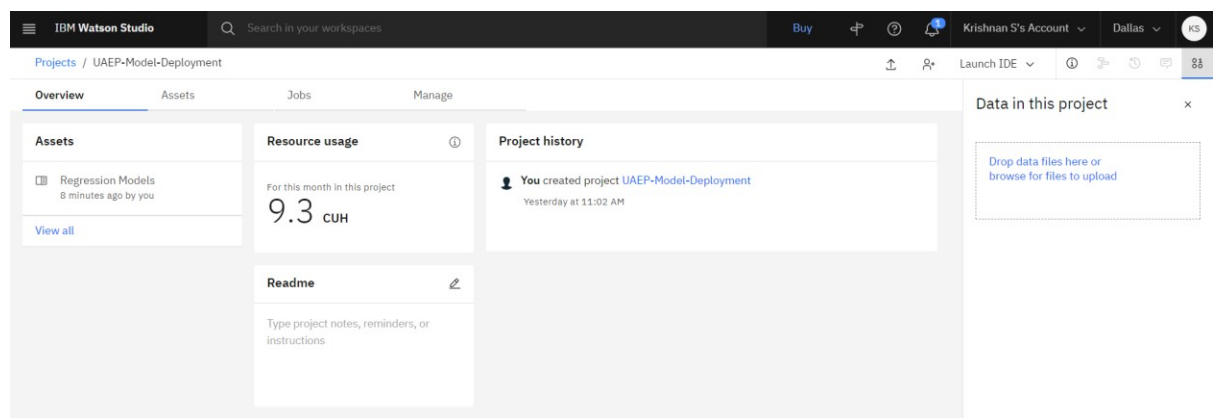 IBM Watson Studio
Search in your workspaces
Buy
Krishnan S's Account
Dallas
KS
Projects / UAEP-Model-Deployment
Launch IDE
Overview
Assets
Jobs
Manage
Assets
Regression Models
8 minutes ago by you
View all
Resource usage
For this month in this project
9.3 CUH
Readme
Type project notes, reminders, or
instructions
Project history
You created project UAEP-Model-Deployment
Yesterday at 11:02 AM
Data in this project
Drop data files here or
browse for files to upload